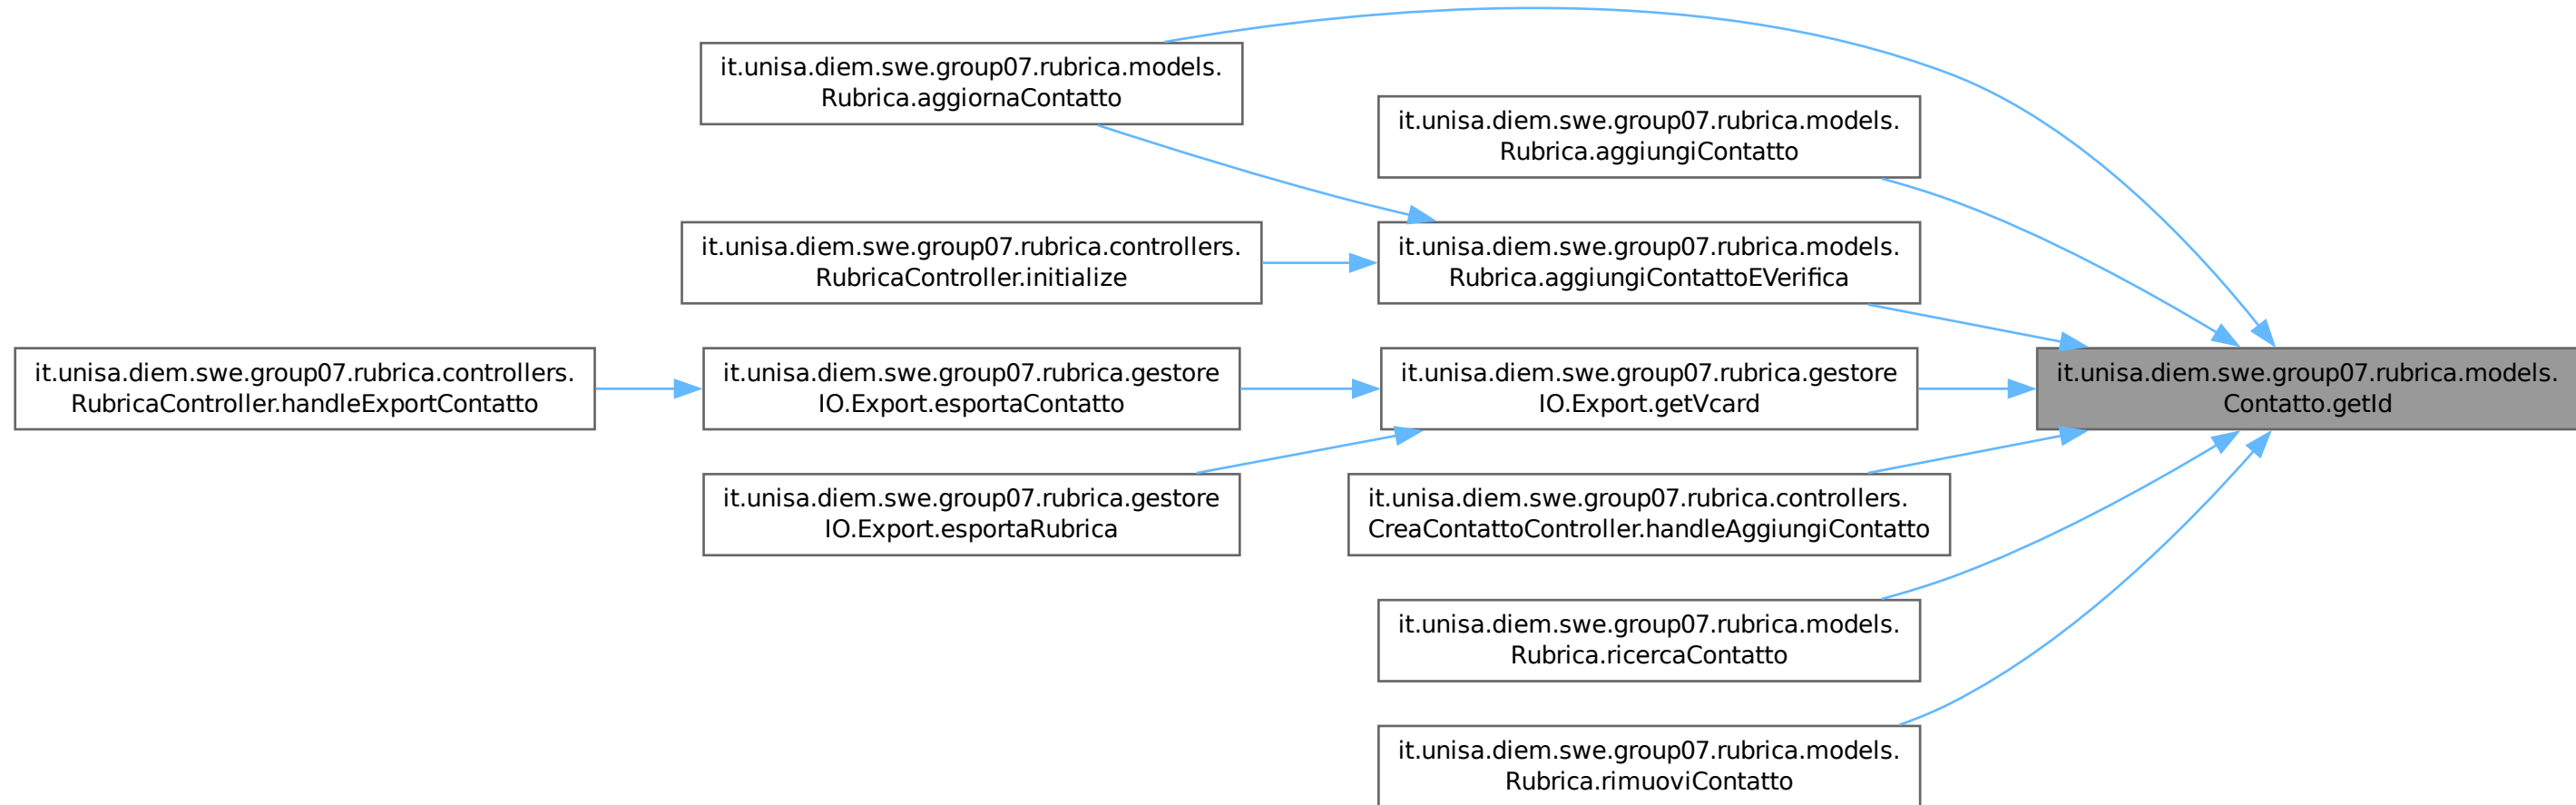 it.unisa.diem.swe.group07.rubrica.models.
Rubrica.aggiornaContatto
it.unisa.diem.swe.group07.rubrica.models.
Rubrica.aggiungiContatto
it.unisa.diem.swe.group07.rubrica.controllers.
RubricaController.initialize
it.unisa.diem.swe.group07.rubrica.models.
Rubrica.aggiungiContattoEVerifica
it.unisa.diem.swe.group07.rubrica.controllers.
RubricaController.handleExportContatto
it.unisa.diem.swe.group07.rubrica.gestore
IO.Export.esportaContatto
it.unisa.diem.swe.group07.rubrica.gestore
IO.Export.getVcard
it.unisa.diem.swe.group07.rubrica.models.
Contatto.getId
it.unisa.diem.swe.group07.rubrica.gestore
IO.Export.esportaRubrica
it.unisa.diem.swe.group07.rubrica.controllers.
CreaContattoController.handleAggiungiContatto
it.unisa.diem.swe.group07.rubrica.models.
Rubrica.ricercaContatto
it.unisa.diem.swe.group07.rubrica.models.
Rubrica.rimuoviContatto